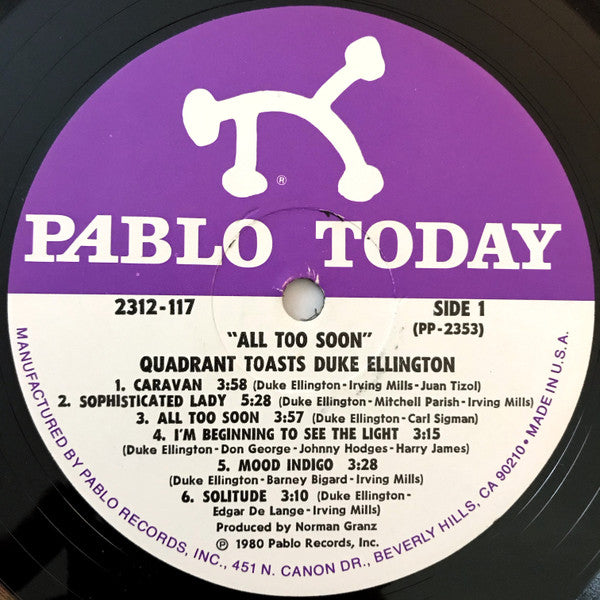 ®
PABLO TODAY
2312-117 SIDE 1
(PP-2353)
"ALL TOO SOON"
QUADRANT TOASTS DUKE ELLINGTON
1. CARAVAN 3:58 (Duke Ellington-Irving Mills-Juan Tizol)
2. SOPHISTICATED LADY 5:28 (Duke Ellington-Mitchell Parish-Irving Mills)
3. ALL TOO SOON 3:57 (Duke Ellington-Carl Sigman)
4. I'M BEGINNING TO SEE THE LIGHT 3:15
(Duke Ellington-Don George-Johnny Hodges-Harry James)
5. MOOD INDIGO 3:28
(Duke Ellington-Barney Bigard-Irving Mills)
6. SOLITUDE 3:10 (Duke Ellington-
Edgar De Lange-Irving Mills)
Produced by Norman Granz
℗ 1980 Pablo Records, Inc.
MANUFACTURED BY PABLO RECORDS, INC., 451 N. CANON DR., BEVERLY HILLS, CA 90210 • MADE IN U.S.A.